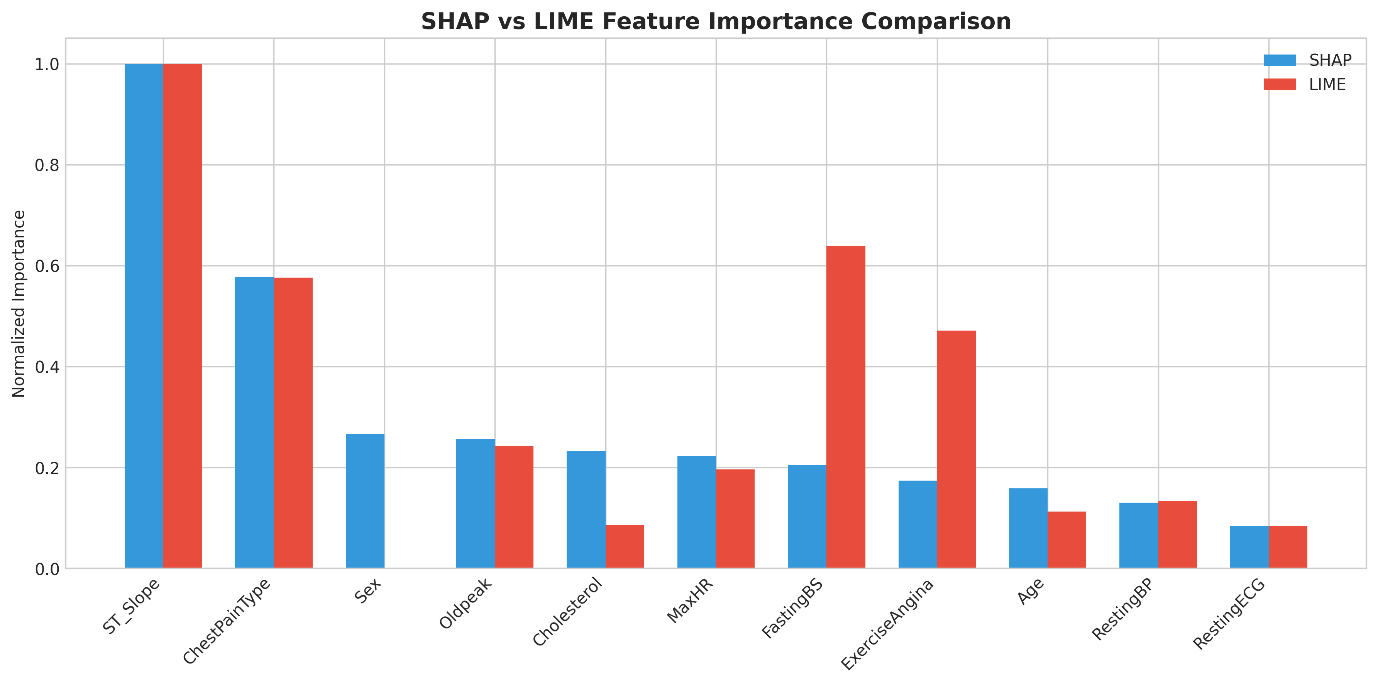 SHAP vs LIME Feature Importance Comparison
SHAP
LIME
Normalized Importance
1.0
0.8
0.6
0.4
0.2
0.0
ST_Slope
ChestPainType
Sex
Oldpeak
Cholesterol
MaxHR
FastingBS
ExerciseAngina
Age
RestingBP
RestingECG